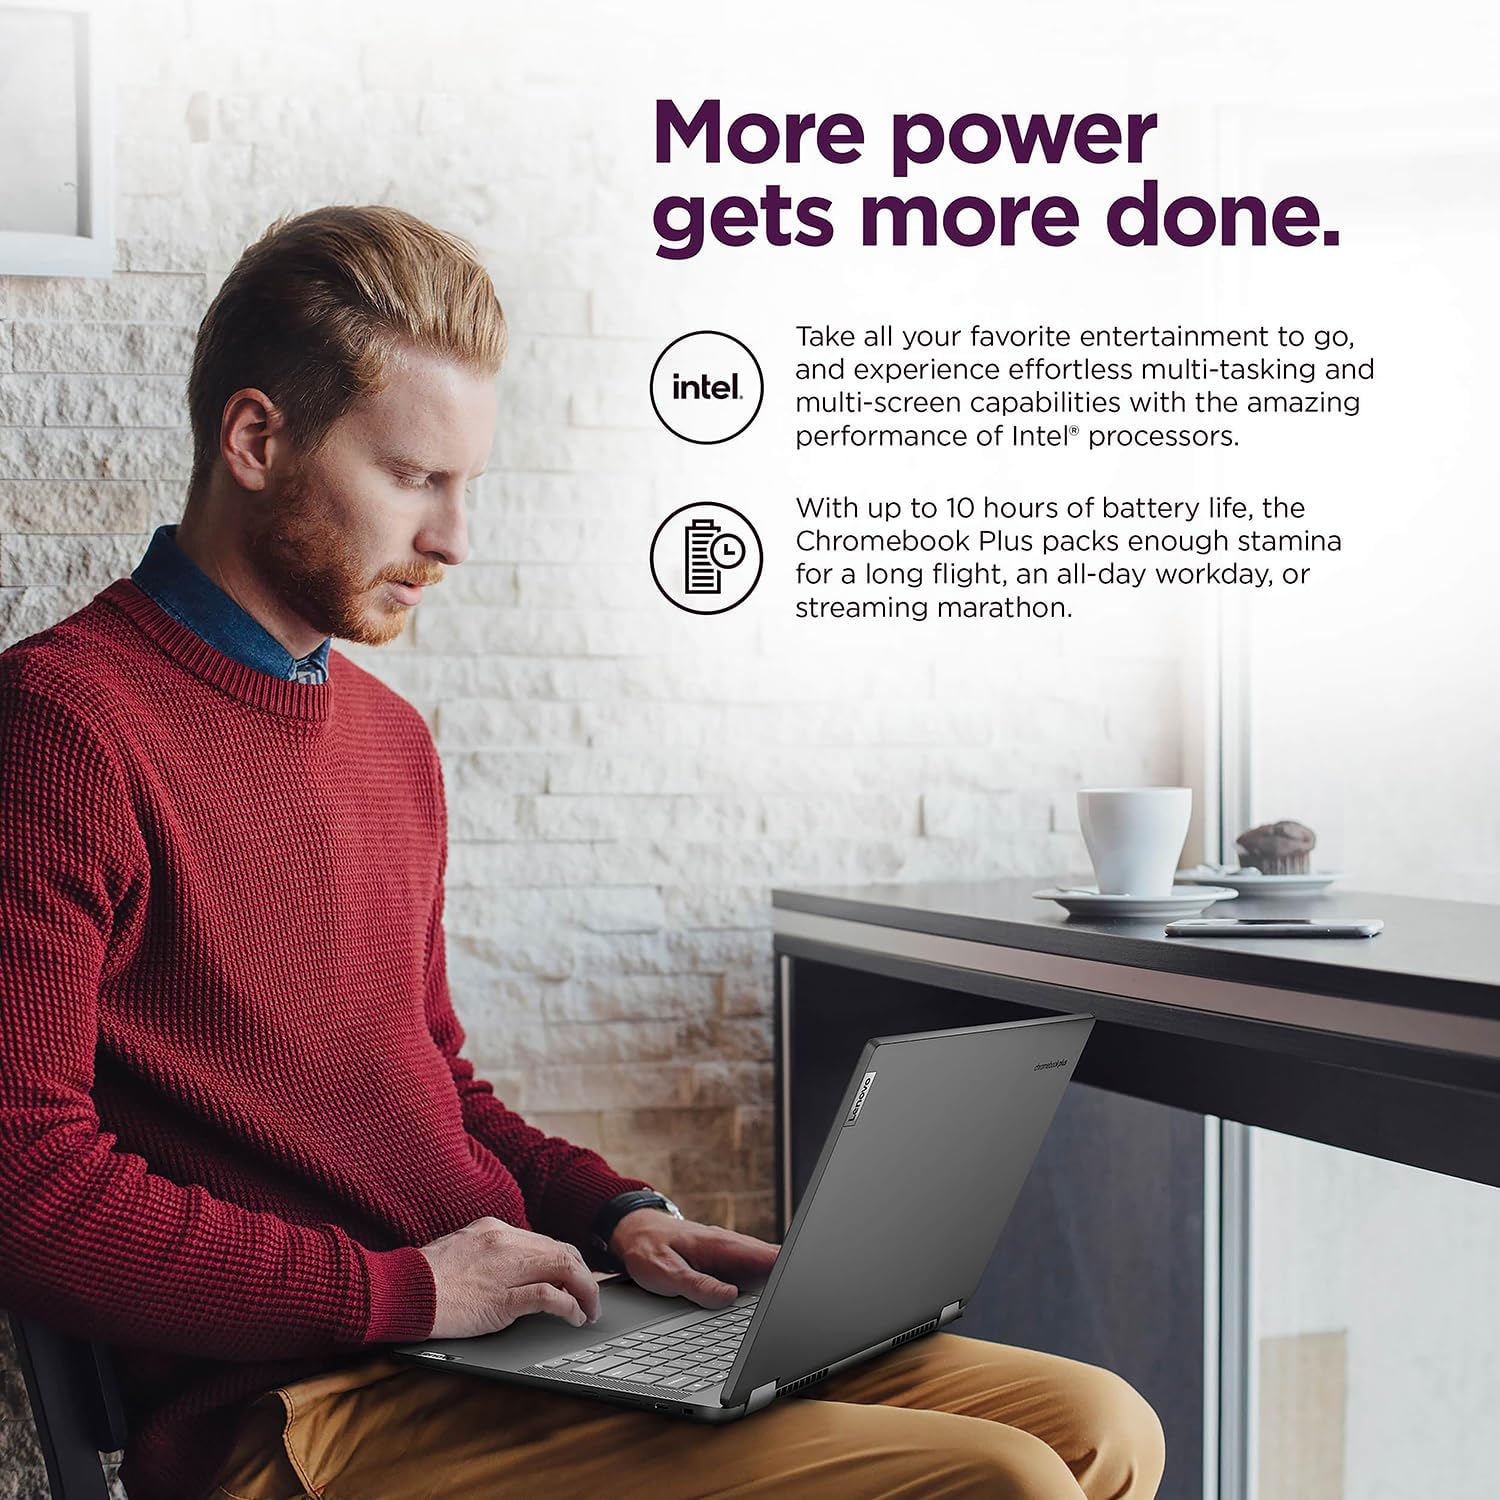 More power
gets more done.
intel.
Take all your favorite entertainment to go,
and experience effortless multi-tasking and
multi-screen capabilities with the amazing
performance of Intel® processors.
With up to 10 hours of battery life, the
Chromebook Plus packs enough stamina
for a long flight, an all-day workday, or
streaming marathon.
chromebook plus
Lenovo